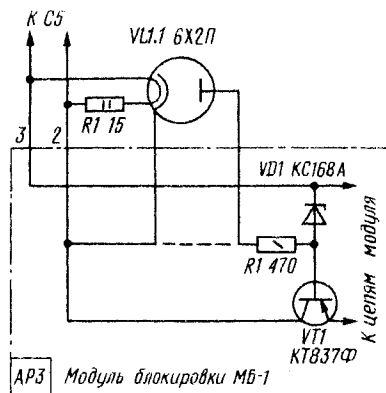 К С5
VL1.1 6Х2П
R1 15
3
2
VD1 КС168А
R1 470
К цепям модуля
VT1
КТ837Ф
АР3
Модуль блокировки МБ-1